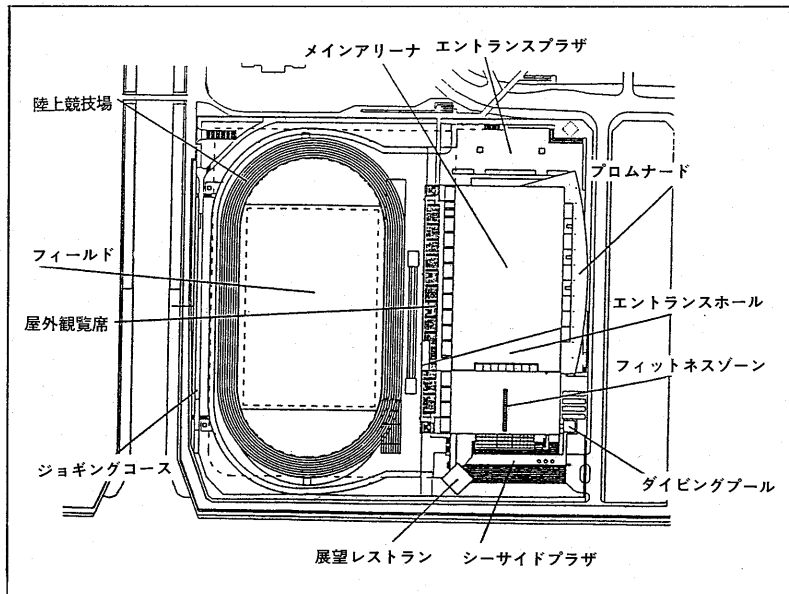 メインアリーナ
エントランスプラザ
陸上競技場
プロムナード
フィールド
エントランスホール
屋外観覧席
フィットネスゾーン
ジョギングコース
ダイビングプール
展望レストラン
シーサイドプラザ